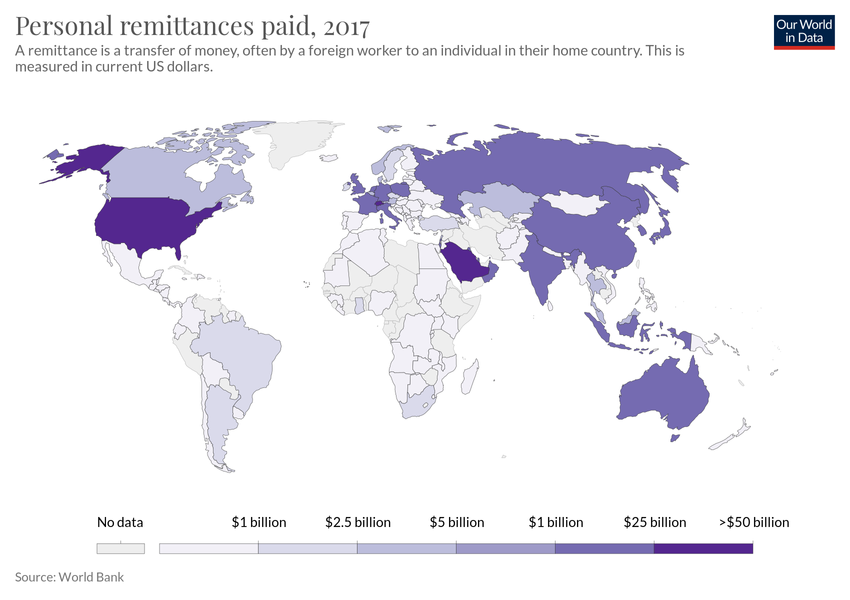 Personal remittances paid, 2017
Our World
in Data
A remittance is a transfer of money, often by a foreign worker to an individual in their home country. This is
measured in current US dollars.
No data
$1 billion
$2.5 billion
$5 billion
$1 billion
$25 billion
>$50 billion
Source: World Bank